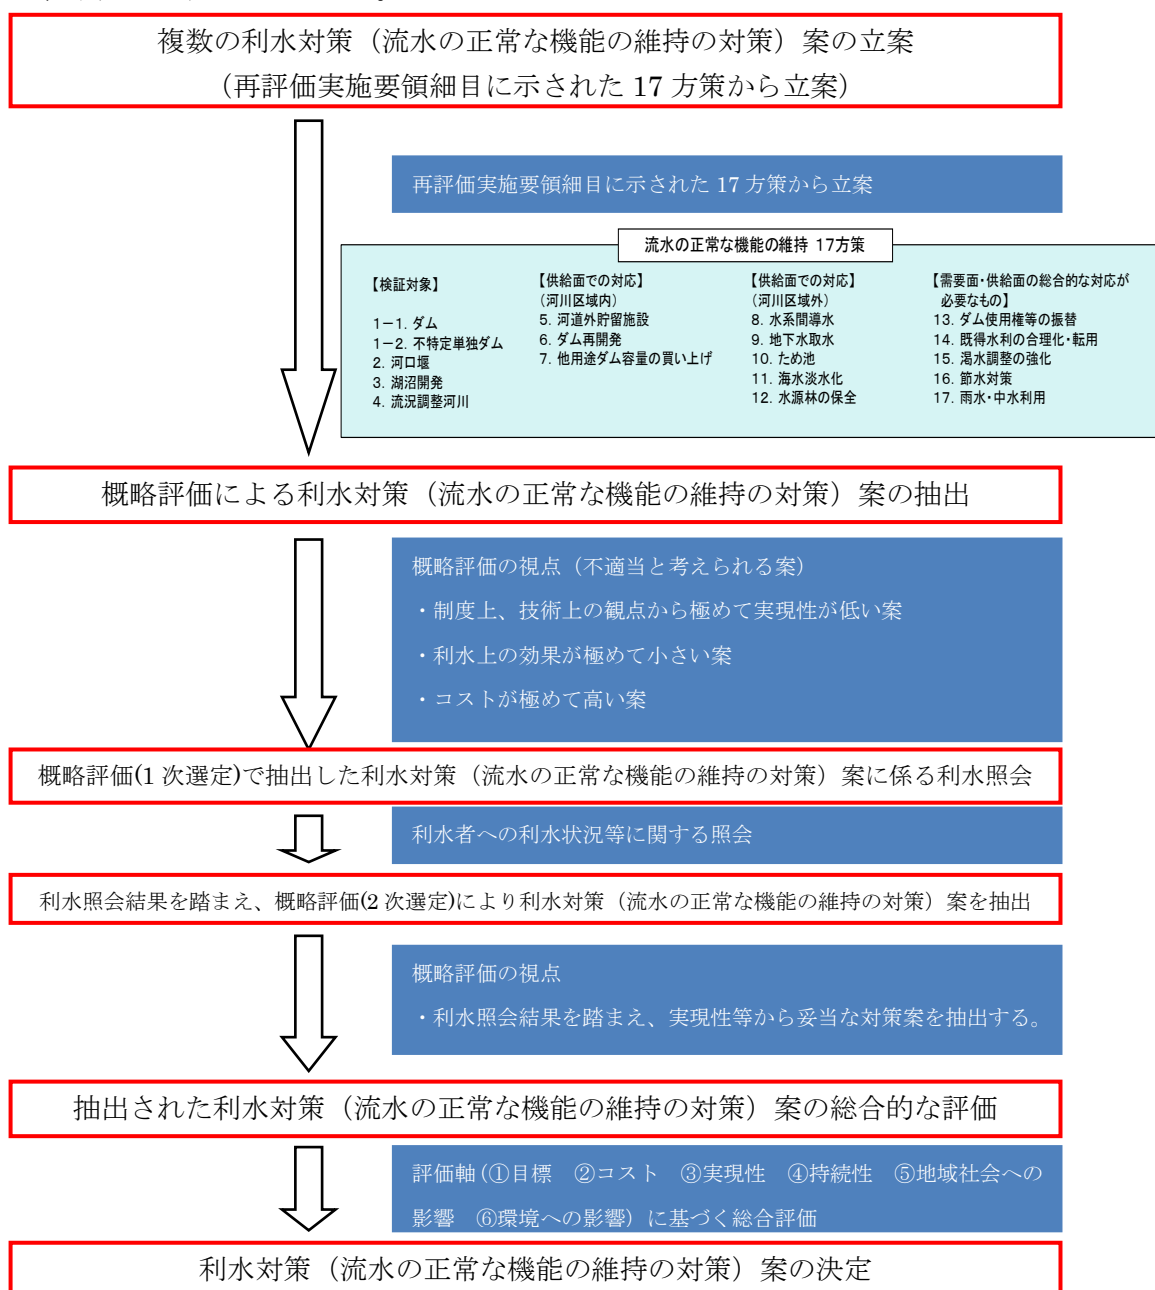 複数の利水対策（流水の正常な機能の維持の対策）案の立案
（再評価実施要領細目に示された 17 方策から立案）
再評価実施要領細目に示された 17 方策から立案
流水の正常な機能の維持 17方策
【検証対象】
1－1. ダム
1－2. 不特定単独ダム
2. 河口堰
3. 湖沼開発
4. 流況調整河川
【供給面での対応】
（河川区域内）
5. 河道外貯留施設
6. ダム再開発
7. 他用途ダム容量の買い上げ
【供給面での対応】
（河川区域外）
8. 水系間導水
9. 地下水取水
10. ため池
11. 海水淡水化
12. 水源林の保全
【需要面・供給面の総合的な対応が
必要なもの】
13. ダム使用権等の振替
14. 既得水利の合理化・転用
15. 渇水調整の強化
16. 節水対策
17. 雨水・中水利用
概略評価による利水対策（流水の正常な機能の維持の対策）案の抽出
概略評価の視点（不適当と考えられる案）
・制度上、技術上の観点から極めて実現性が低い案
・利水上の効果が極めて小さい案
・コストが極めて高い案
概略評価(1 次選定)で抽出した利水対策（流水の正常な機能の維持の対策）案に係る利水照会
利水者への利水状況等に関する照会
利水照会結果を踏まえ、概略評価(2 次選定)により利水対策（流水の正常な機能の維持の対策）案を抽出
概略評価の視点
・利水照会結果を踏まえ、実現性等から妥当な対策案を抽出する。
抽出された利水対策（流水の正常な機能の維持の対策）案の総合的な評価
評価軸(①目標　②コスト　③実現性　④持続性　⑤地域社会への
影響　⑥環境への影響）に基づく総合評価
利水対策（流水の正常な機能の維持の対策）案の決定